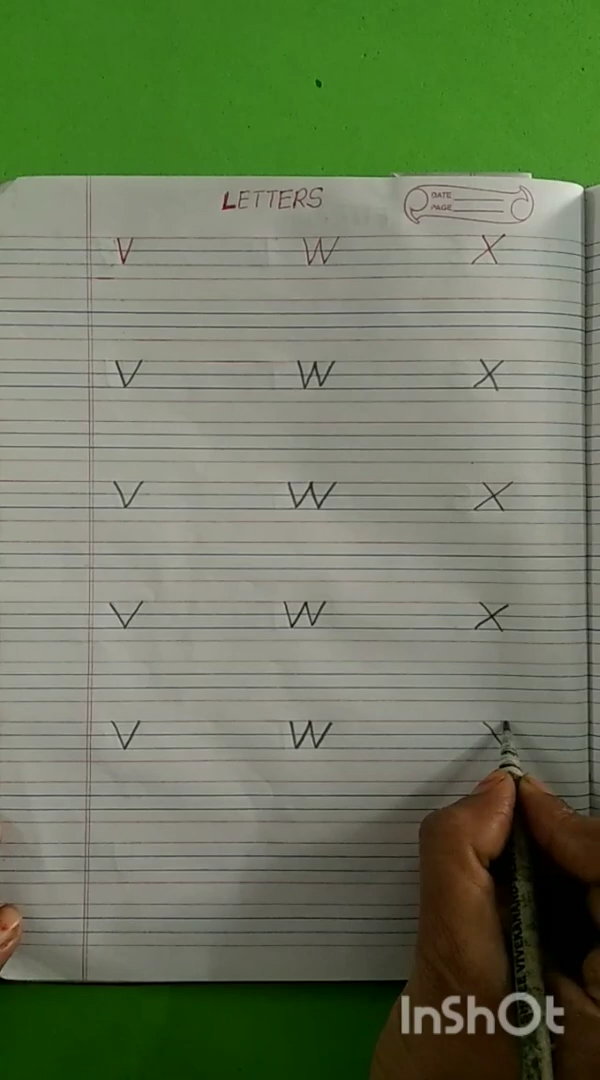 LETTERS
DATE
PAGE
V W X
V W X
V W X
V W X
V W
InShOt